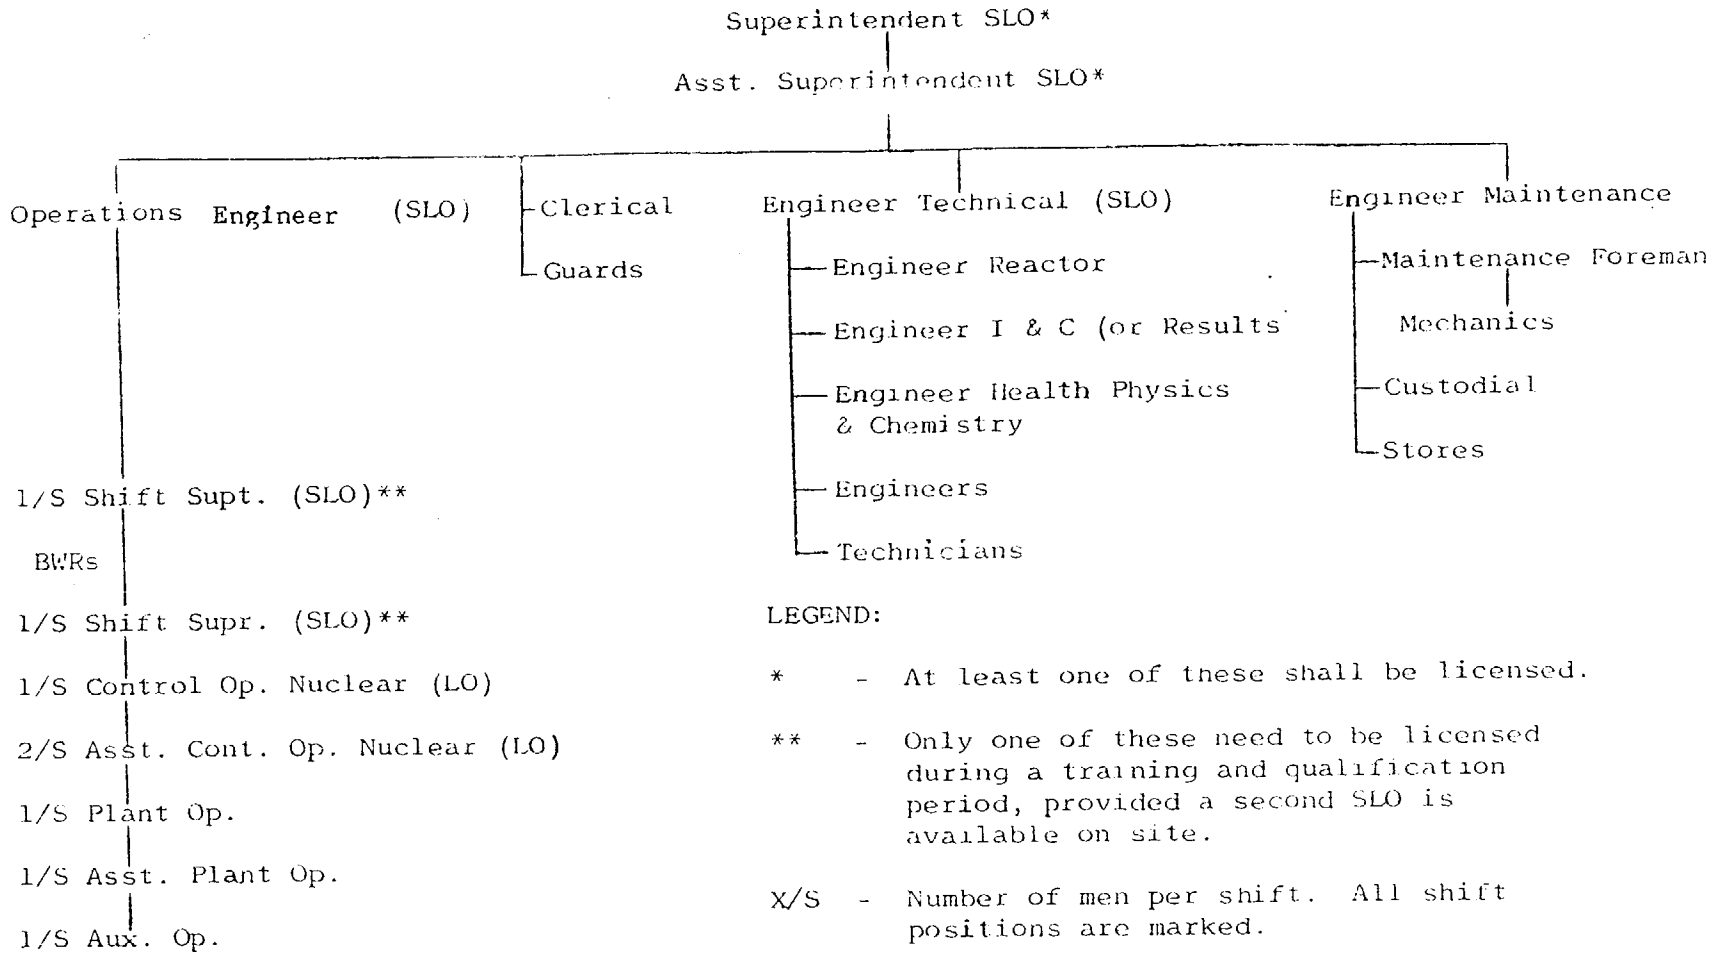 Superintendent SLO*
Asst. Superintendent SLO*
Operations Engineer (SLO)
Clerical
Guards
Engineer Technical (SLO)
Engineer Reactor
Engineer I & C (or Results
Engineer Health Physics
& Chemistry
Engineers
Technicians
Engineer Maintenance
Maintenance Foreman
Mechanics
Custodial
Stores
1/S Shift Supt. (SLO)**
BWRs
1/S Shift Supr. (SLO)**
1/S Control Op. Nuclear (LO)
2/S Asst. Cont. Op. Nuclear (LO)
1/S Plant Op.
1/S Asst. Plant Op.
1/S Aux. Op.
LEGEND:
* - At least one of these shall be licensed.
** - Only one of these need to be licensed
during a training and qualification
period, provided a second SLO is
available on site.
X/S - Number of men per shift. All shift
positions are marked.